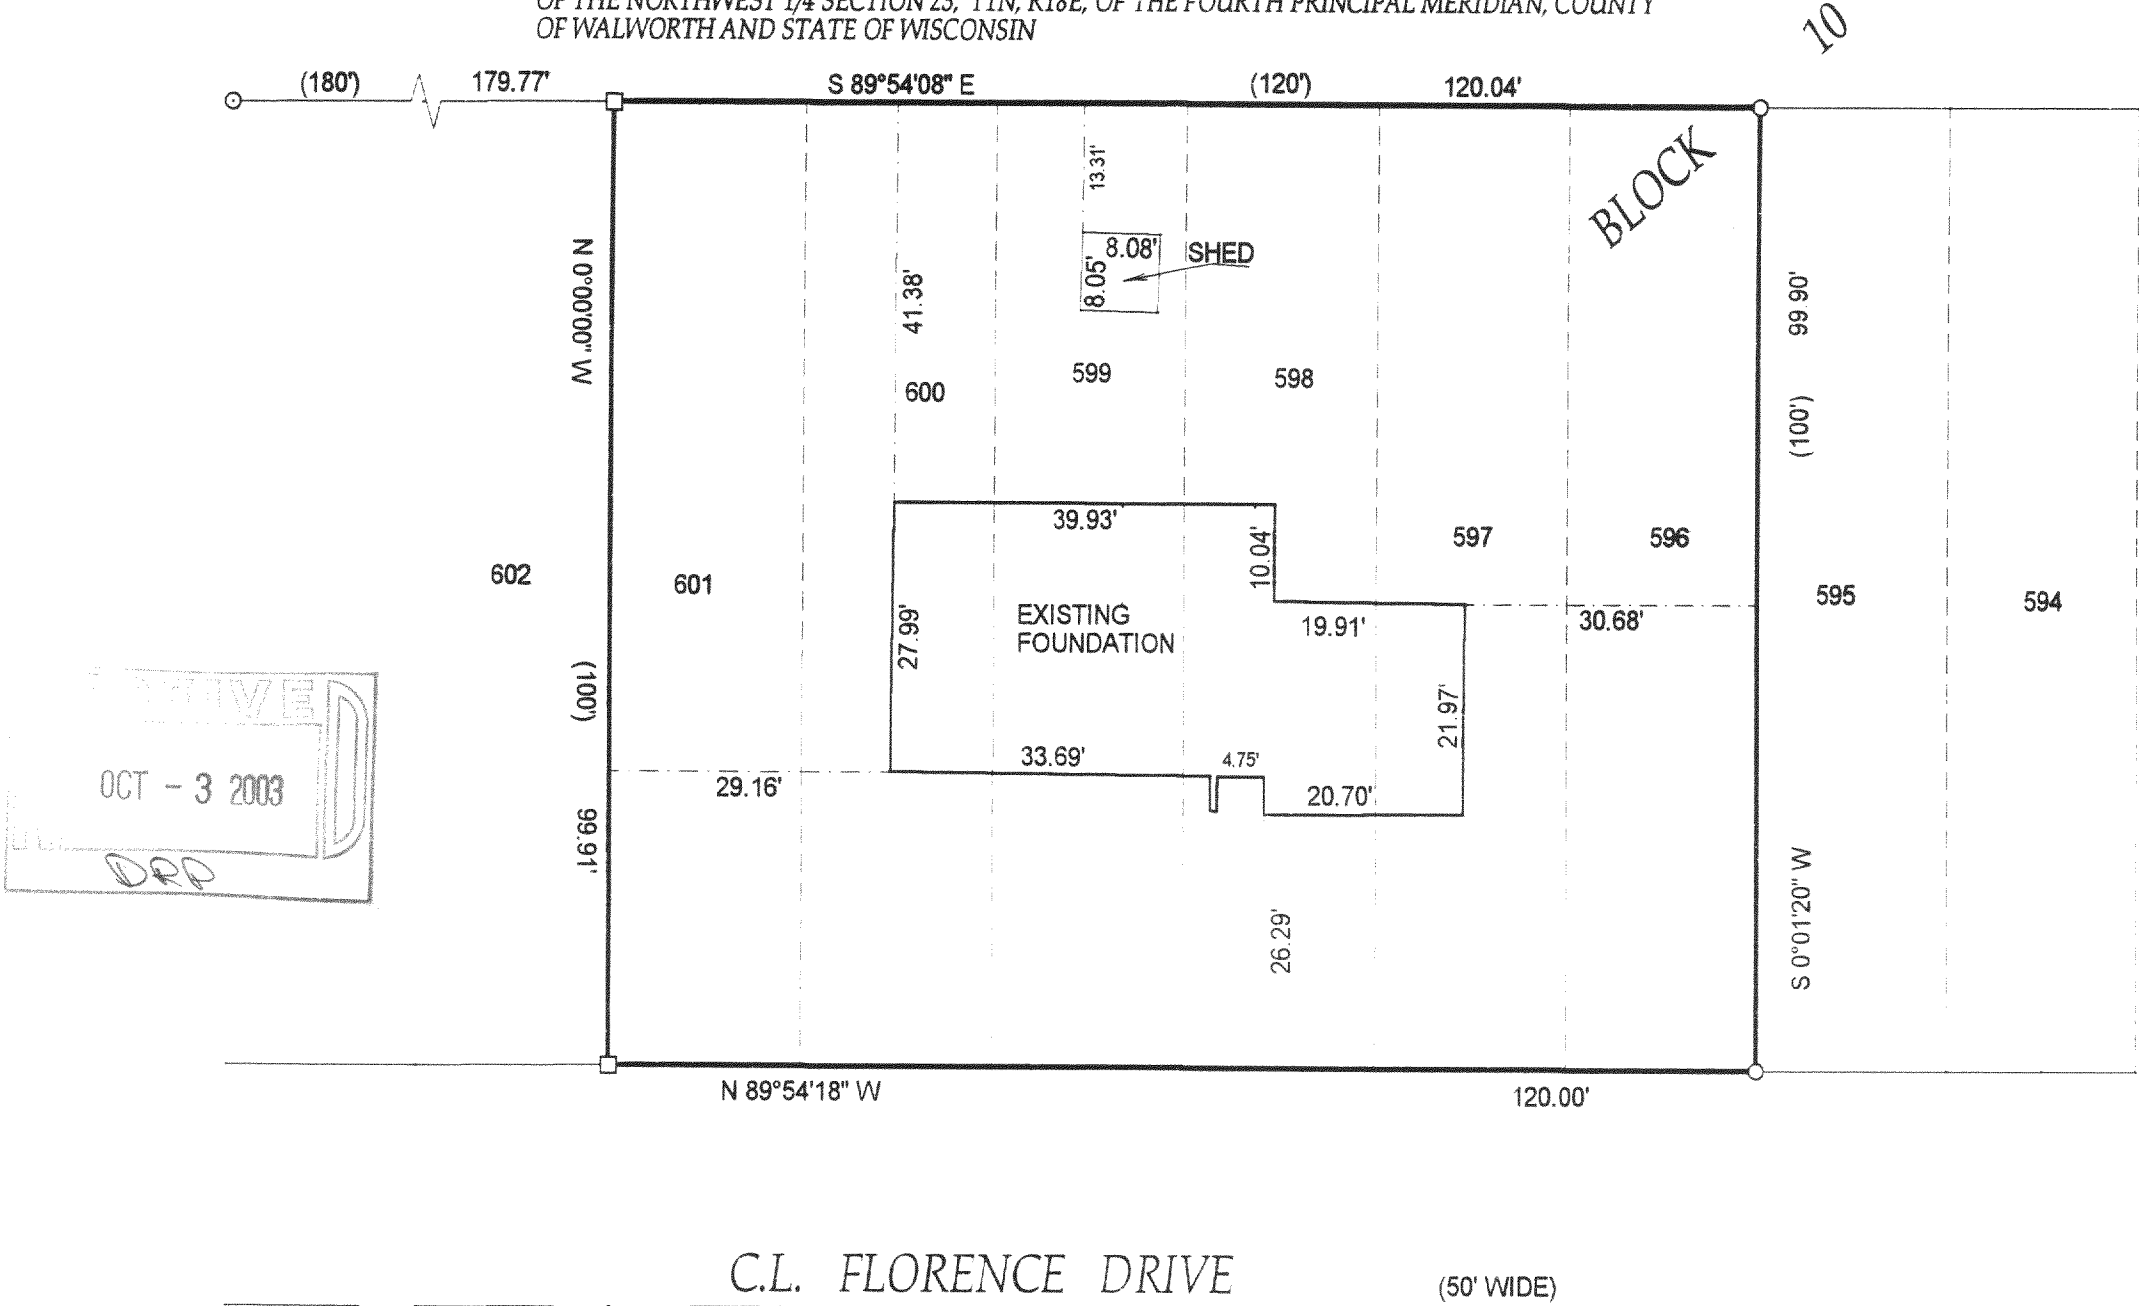 OF THE NORTHWEST 1/4 SECTION 23, T1N, R18E, OF THE FOURTH PRINCIPAL MERIDIAN, COUNTY
OF WALWORTH AND STATE OF WISCONSIN
10
(180') 179.77' S 89°54'08" E (120') 120.04'
BLOCK
13.31'
8.08' SHED
8.05'
N 0°00'00" W
41.38'
99.90'
600 599 598
(100')
39.93'
10.04'
597 596
602 601
595 594
EXISTING
FOUNDATION
27.99'
19.91' 30.68'
(100')
21.97'
33.69' 4.75'
29.16' 20.70'
OCT - 3 2003
99.91'
DRP
26.29'
S 0°01'20" W
N 89°54'18" W 120.00'
C.L. FLORENCE DRIVE (50' WIDE)